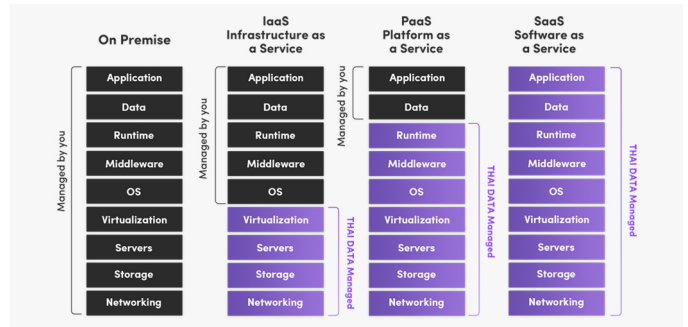 On Premise
Managed by you
Application
Data
Runtime
Middleware
OS
Virtualization
Servers
Storage
Networking
IaaS
Infrastructure as
a Service
Managed by you
Application
Data
Runtime
Middleware
OS
Virtualization
Servers
Storage
Networking
THAI DATA Managed
PaaS
Platform as
a Service
Managed by you
Application
Data
Runtime
Middleware
OS
Virtualization
Servers
Storage
Networking
THAI DATA Managed
SaaS
Software as
a Service
Application
Data
Runtime
Middleware
OS
Virtualization
Servers
Storage
Networking
THAI DATA Managed